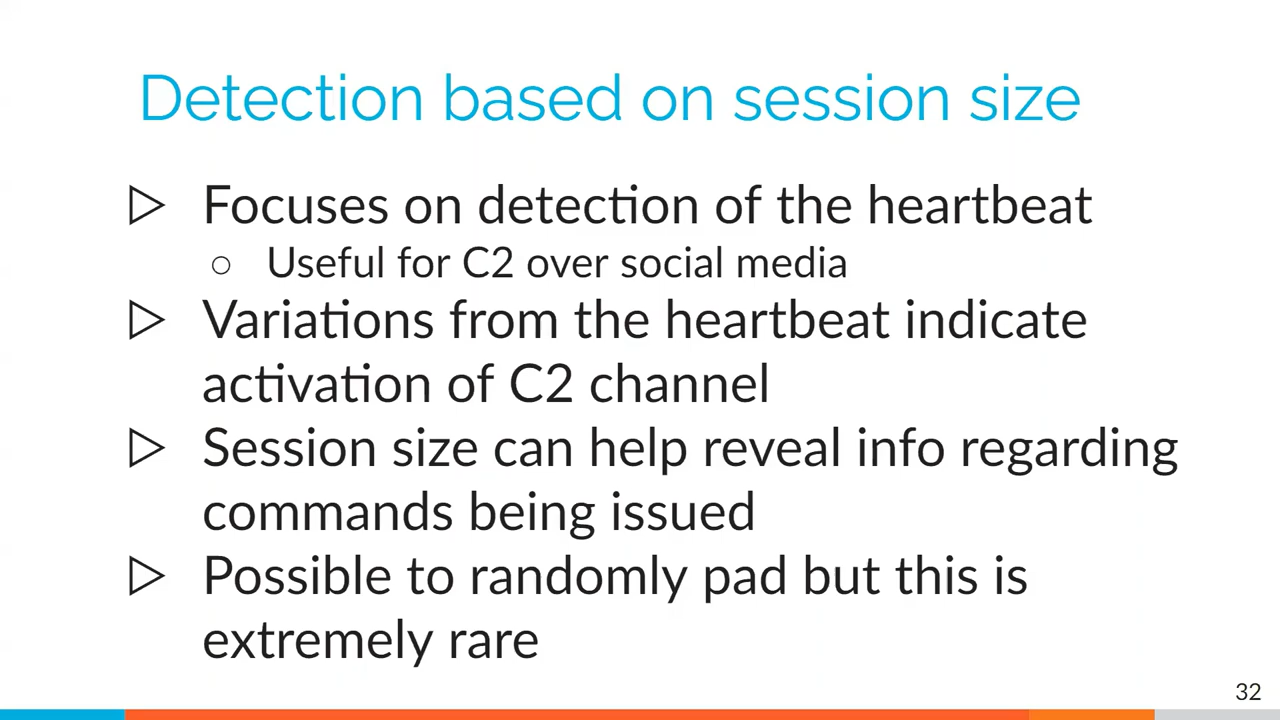 Detection based on session size
▷ Focuses on detection of the heartbeat
○ Useful for C2 over social media
▷ Variations from the heartbeat indicate
activation of C2 channel
▷ Session size can help reveal info regarding
commands being issued
▷ Possible to randomly pad but this is
extremely rare
32